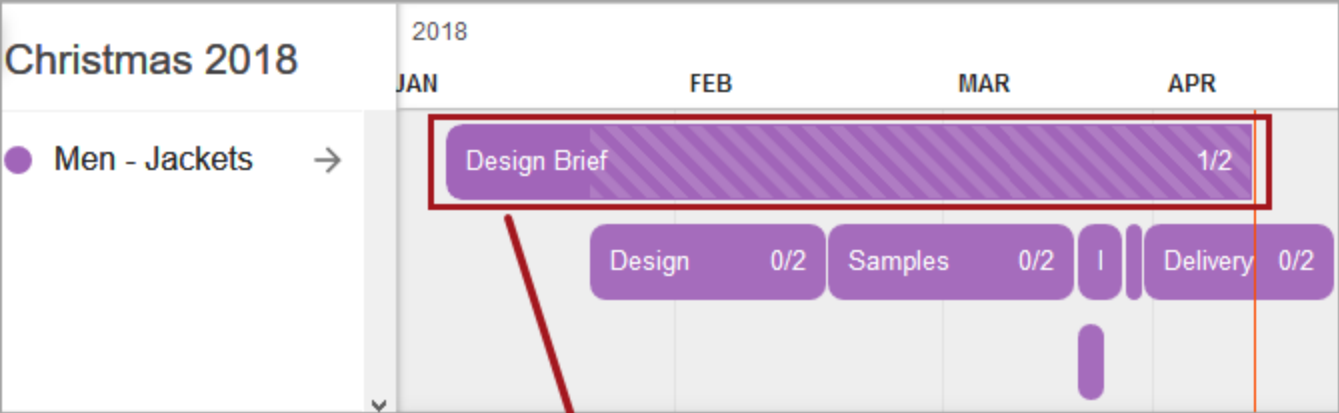 Christmas 2018
2018
JAN FEB MAR APR
Men - Jackets
Design Brief 1/2
Design 0/2 Samples 0/2 I Delivery 0/2